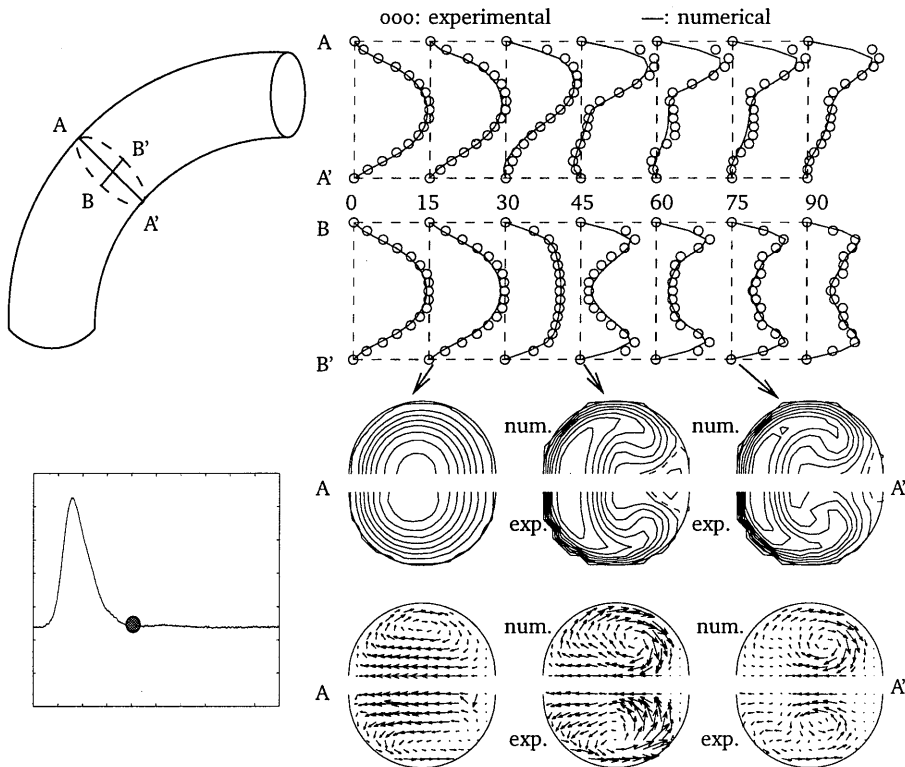 ooo: experimental —: numerical
A
A'
A
B'
B
A'
0 15 30 45 60 75 90
B
B'
num. num.
A A'
exp. exp.
num. num.
A A'
exp. exp.